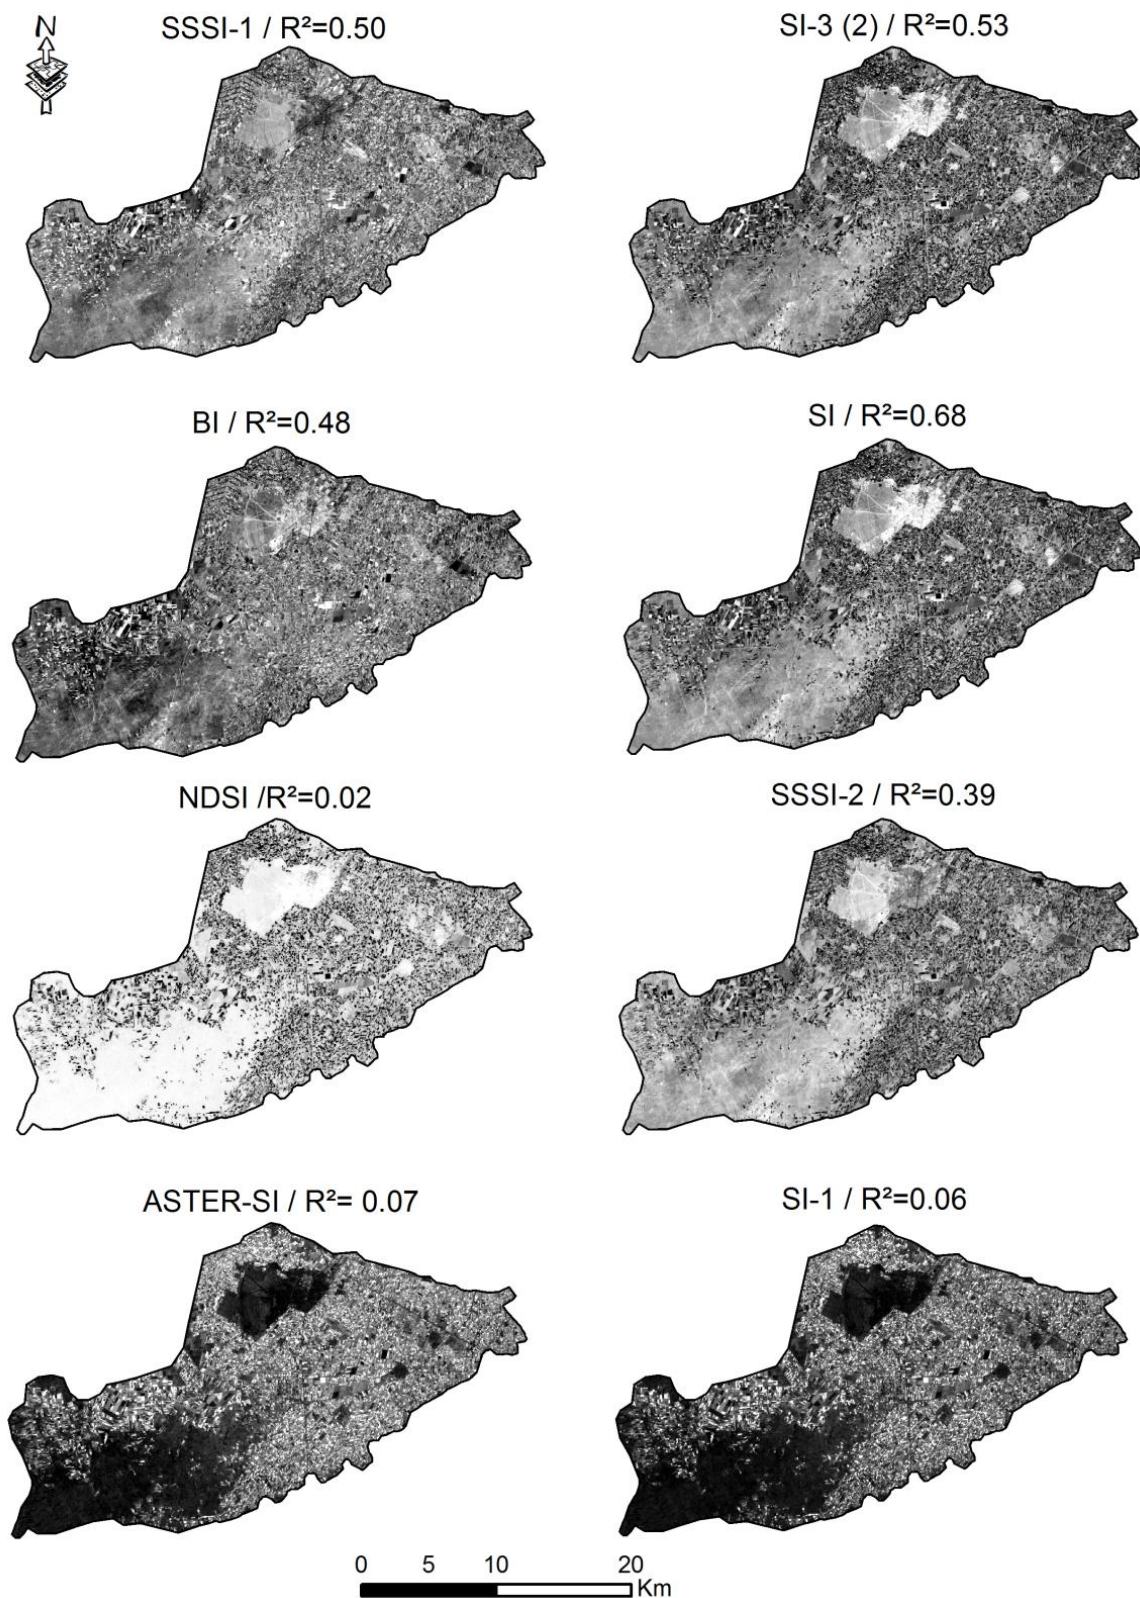 N
SSSI-1 / R²=0.50
SI-3 (2) / R²=0.53
BI / R²=0.48
SI / R²=0.68
NDSI /R²=0.02
SSSI-2 / R²=0.39
ASTER-SI / R²= 0.07
SI-1 / R²=0.06
0 5 10 20
Km